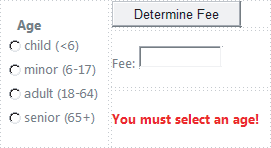 Age
child (<6)
minor (6-17)
adult (18-64)
senior (65+)
Determine Fee
Fee:
You must select an age!